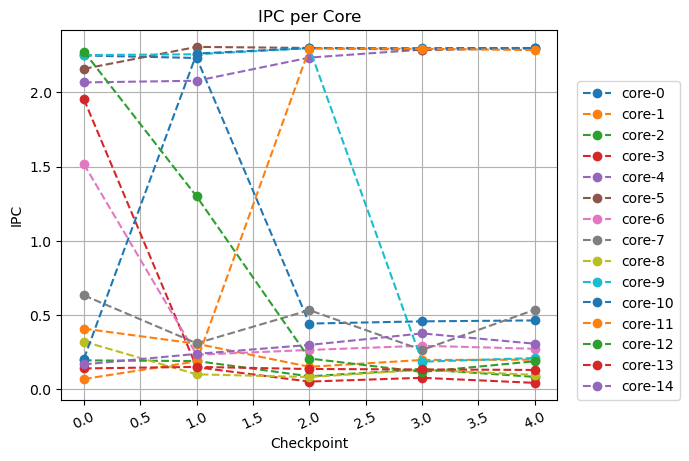 IPC per Core
IPC
2.0
1.5
1.0
0.5
0.0
0.0
0.5
1.0
1.5
2.0
2.5
3.0
3.5
4.0
Checkpoint
core-0
core-1
core-2
core-3
core-4
core-5
core-6
core-7
core-8
core-9
core-10
core-11
core-12
core-13
core-14